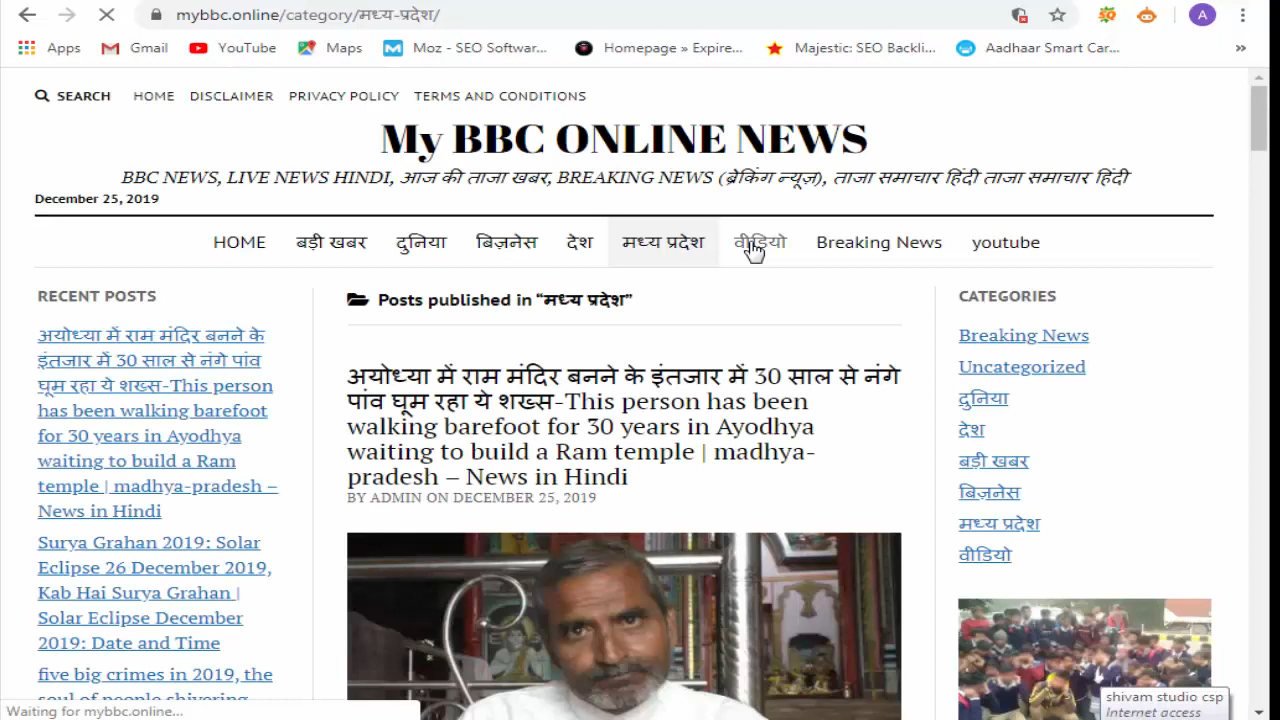 mybbc.online/category/मध्य-प्रदेश/
A
Apps Gmail YouTube Maps Moz - SEO Softwar... Homepage » Expire... Majestic: SEO Backli... Aadhaar Smart Car... »
SEARCH HOME DISCLAIMER PRIVACY POLICY TERMS AND CONDITIONS
My BBC ONLINE NEWS
BBC NEWS, LIVE NEWS HINDI, आज की ताजा खबर, BREAKING NEWS (ब्रेकिंग न्यूज़), ताजा समाचार हिंदी ताजा समाचार हिंदी
December 25, 2019
HOME बड़ी खबर दुनिया बिज़नेस देश मध्य प्रदेश वीडियो Breaking News youtube
RECENT POSTS
अयोध्या में राम मंदिर बनने के
इंतजार में 30 साल से नंगे पांव
घूम रहा ये शख्स-This person
has been walking barefoot
for 30 years in Ayodhya
waiting to build a Ram
temple | madhya-pradesh –
News in Hindi
Surya Grahan 2019: Solar
Eclipse 26 December 2019,
Kab Hai Surya Grahan |
Solar Eclipse December
2019: Date and Time
five big crimes in 2019, the
soul of people shivering
Posts published in “मध्य प्रदेश”
अयोध्या में राम मंदिर बनने के इंतजार में 30 साल से नंगे
पांव घूम रहा ये शख्स-This person has been
walking barefoot for 30 years in Ayodhya
waiting to build a Ram temple | madhya-
pradesh – News in Hindi
BY ADMIN ON DECEMBER 25, 2019
CATEGORIES
Breaking News
Uncategorized
दुनिया
देश
बड़ी खबर
बिज़नेस
मध्य प्रदेश
वीडियो
shivam studio csp
Internet access
Waiting for mybbc.online...